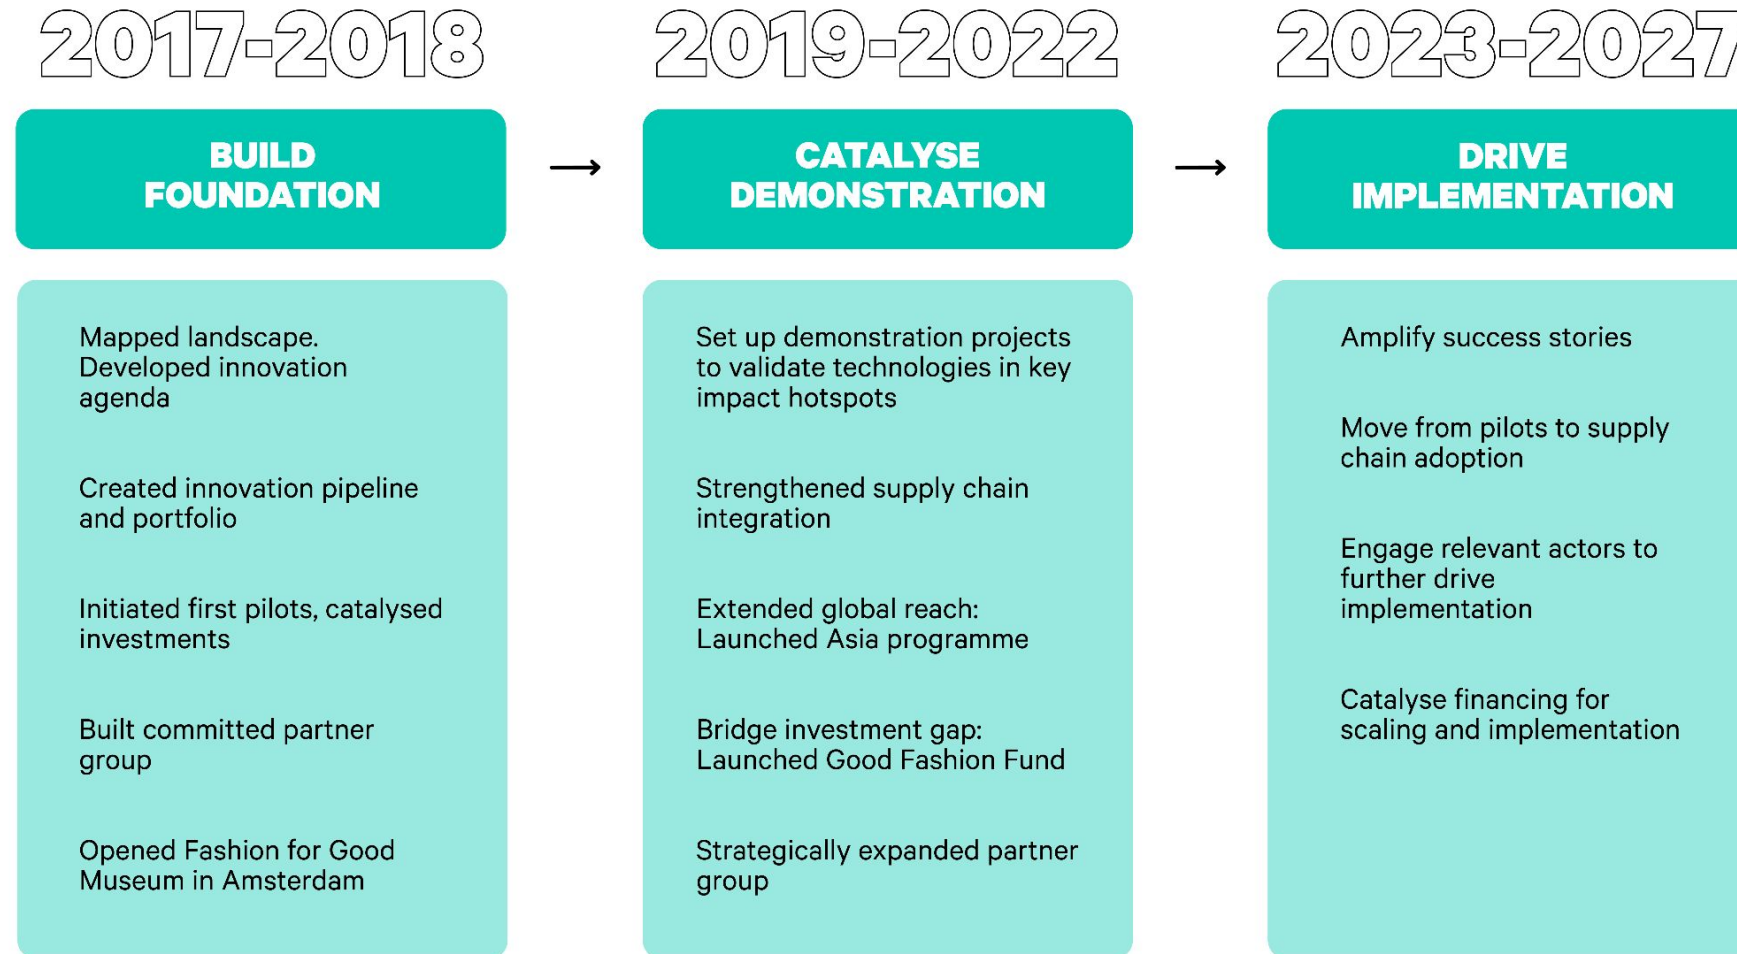 2017-2018
BUILD
FOUNDATION
Mapped landscape.
Developed innovation
agenda
Created innovation pipeline
and portfolio
Initiated first pilots, catalysed
investments
Built committed partner
group
Opened Fashion for Good
Museum in Amsterdam
2019-2022
CATALYSE
DEMONSTRATION
Set up demonstration projects
to validate technologies in key
impact hotspots
Strengthened supply chain
integration
Extended global reach:
Launched Asia programme
Bridge investment gap:
Launched Good Fashion Fund
Strategically expanded partner
group
2023-2027
DRIVE
IMPLEMENTATION
Amplify success stories
Move from pilots to supply
chain adoption
Engage relevant actors to
further drive
implementation
Catalyse financing for
scaling and implementation